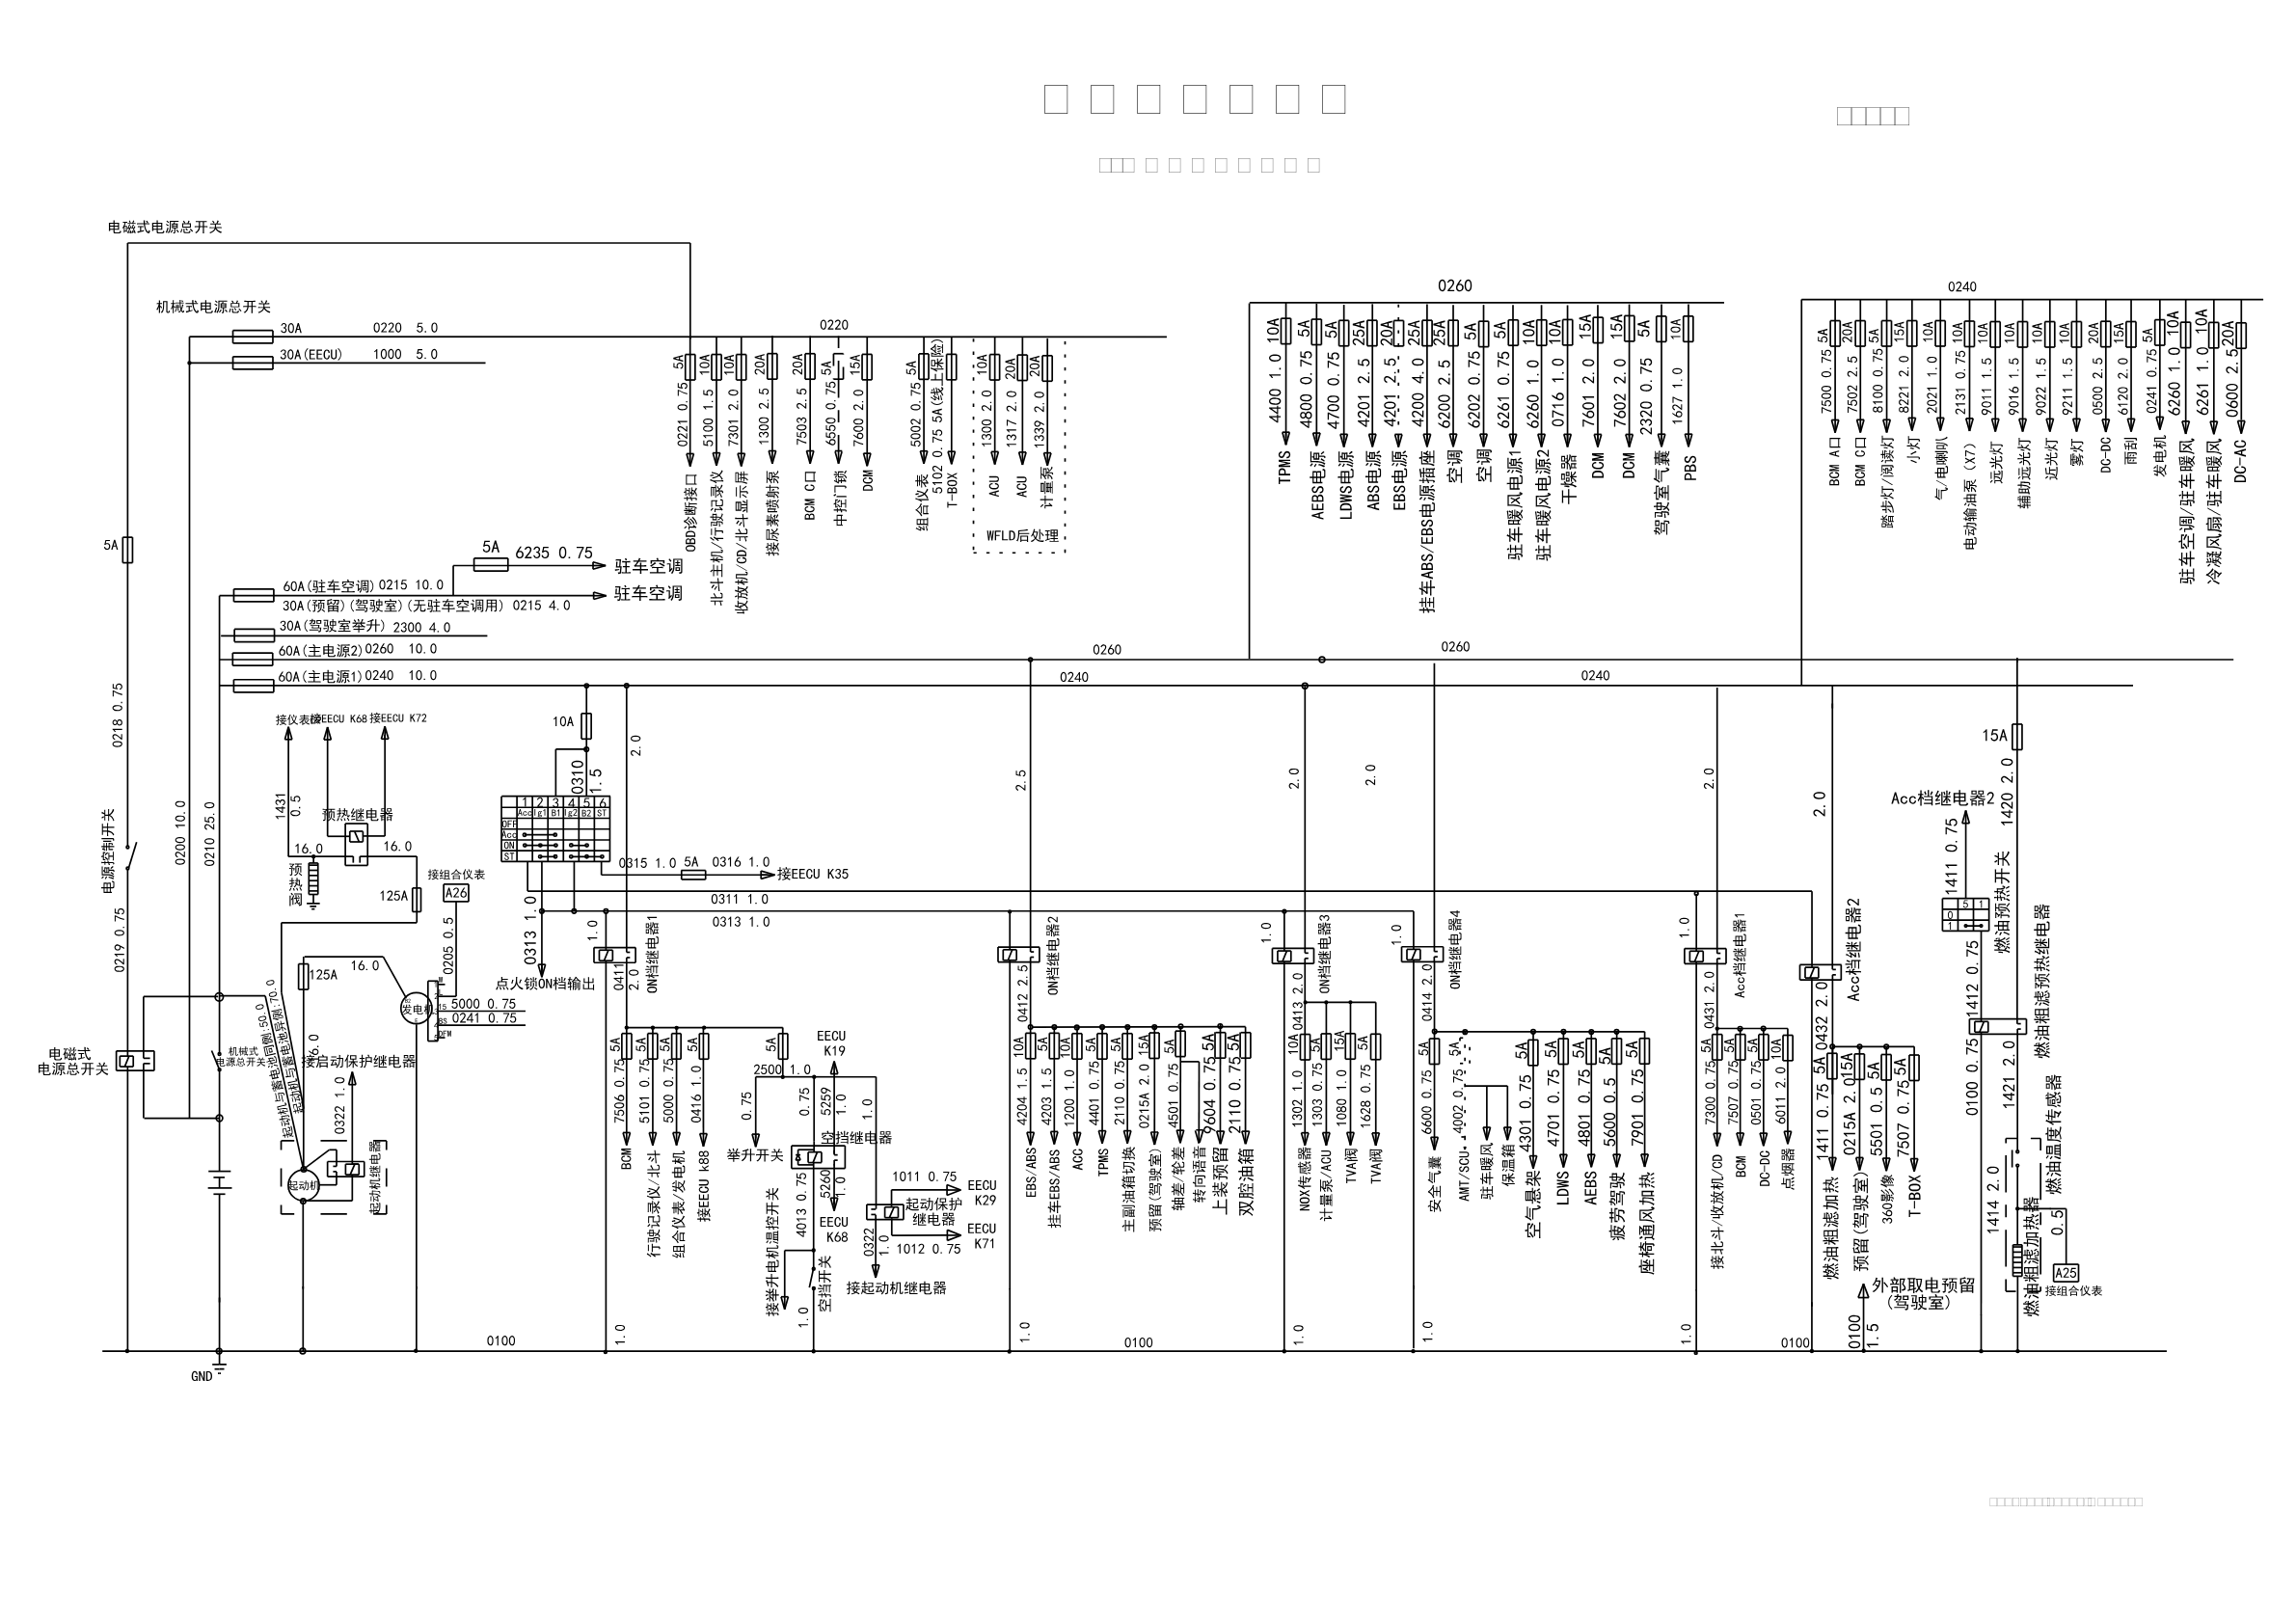 电磁式电源总开关
机械式电源总开关
30A 0220 5.0
30A(EECU) 1000 5.0
0220
0260
0240
5A 0221 0.75 OBD诊断接口
10A 5100 1.5 北斗主机/行驶记录仪
10A 7301 2.0 收放机/CD/北斗显示屏
20A 1300 2.5 接尿素喷射泵
20A 7503 2.5 BCM C口
5A 6550 0.75 中控门锁
15A 7600 2.0 DCM
5A 5002 0.75 组合仪表
5A(线上保险) 5102 0.75 T-BOX
10A 1300 2.0 ACU
20A 1317 2.0 ACU
20A 1339 2.0 计量泵
WFLD后处理
10A 4400 1.0 TPMS
5A 4800 0.75 AEBS电源
5A 4700 0.75 LDWS电源
25A 4201 2.5 ABS电源
20A 4201 2.5 EBS电源
25A 4200 4.0 挂车ABS/EBS电源插座
25A 6200 2.5 空调
5A 6202 0.75 空调
5A 6261 0.75 驻车暖风电源1
10A 6260 1.0 驻车暖风电源2
10A 0716 1.0 干燥器
15A 7601 2.0 DCM
15A 7602 2.0 DCM
5A 2320 0.75 驾驶室气囊
10A 1627 1.0 PBS
5A 7500 0.75 BCM A口
20A 7502 2.5 BCM C口
5A 8100 0.75 踏步灯/阅读灯
15A 8221 2.0 小灯
10A 2021 1.0 气/电喇叭
10A 2131 0.75 电动输油泵 (X7)
10A 9011 1.5 远光灯
10A 9016 1.5 辅助远光灯
10A 9022 1.5 近光灯
10A 9211 1.5 雾灯
20A 0500 2.5 DC-DC
15A 6120 2.0 雨刮
5A 0241 0.75 发电机
10A 6260 1.0 驻车空调/驻车暖风
10A 6261 1.0 冷凝风扇/驻车暖风
20A 0600 2.5 DC-AC
5A
5A 6235 0.75 驻车空调
60A(驻车空调) 0215 10.0 驻车空调
30A(预留)(驾驶室)(无驻车空调用) 0215 4.0
30A(驾驶室举升) 2300 4.0
60A(主电源2) 0260 10.0
0260
0260
60A(主电源1) 0240 10.0
0240
0240
0218 0.75
电源控制开关
0219 0.75
0200 10.0
0210 25.0
接EECU K68
接EECU K72
1431 0.5
预热继电器
16.0
16.0
预热阀
125A
接组合仪表
A26
0205 0.5
125A
16.0
发电机
5000 0.75
0241 0.75
10A
0310 1.5
2.0
1 2 3 4 5 6
Acc Ig1 B1 Ig2 B2 ST
OFF
Acc
ON
ST
0315 1.0 5A 0316 1.0 接EECU K35
0311 1.0
0313 1.0
0313 1.0
点火锁ON档输出
1.0
0411 2.0
ON档继电器1
电磁式
电源总开关
机械式
电源总开关
起动机与蓄电池同侧:50.0
起动机与蓄电池异侧:70.0
接启动保护继电器
0322 1.0
起动机
起动机继电器
GND
0100
1.0
5A 7506 0.75 BCM
5A 5101 0.75 行驶记录仪/北斗
5A 5000 0.75 组合仪表/发电机
5A 0416 1.0 接EECU k88
5A
2500 1.0
0.75 举升开关
0.75
EECU
K19
5259 1.0
1.0
空挡继电器
4013 0.75
5260 1.0
EECU
K68
接举升电机温控开关
空挡开关
1.0
1011 0.75 EECU
K29
起动保护
继电器
EECU
K71
1012 0.75
0322 1.0
接起动机继电器
2.5
ON档继电器2
0412 2.5
10A 4204 1.5 EBS/ABS
5A 4203 1.5 挂车EBS/ABS
10A 1200 1.0 ACC
5A 4401 0.75 TPMS
5A 2110 0.75 主副油箱切换
15A 0215A 2.0 预留(驾驶室)
5A 4501 0.75 轴差/轮差
转向语音
5A 9604 0.75 上装预留
5A 2110 0.75 双腔油箱
1.0
0100
2.0
1.0
ON档继电器3
0413 2.0
10A 1302 1.0 NOX传感器
5A 1303 0.75 计量泵/ACU
15A 1080 1.0 TVA阀
5A 1628 0.75 TVA阀
1.0
2.0
1.0
ON档继电器4
0414 2.0
5A 6600 0.75 安全气囊
5A 4002 0.75 AMT/SCU
驻车暖风
保温箱
5A 4301 0.75 空气悬架
5A 4701 0.75 LDWS
5A 4801 0.75 AEBS
5A 5600 0.5 疲劳驾驶
5A 7901 0.75 座椅通风加热
1.0
2.0
1.0
Acc档继电器1
0431 2.0
5A 7300 0.75 接北斗/收放机/CD
5A 7507 0.75 BCM
5A 0501 0.75 DC-DC
10A 6011 2.0 点烟器
1.0
2.0
Acc档继电器2
0432 2.0
5A 1411 0.75 燃油粗滤加热
15A 0215A 2.0 预留(驾驶室)
5A 5501 0.5 360影像
5A 7507 0.75 T-BOX
0100
0100 1.5
外部取电预留
(驾驶室)
15A
1420 2.0
Acc档继电器2
1411 0.75
燃油预热开关
5 1
0
1
1412 0.75
燃油粗滤预热继电器
0100 0.75
1421 2.0
燃油温度传感器
1414 2.0
燃油粗滤加热器
0.5
A25
接组合仪表